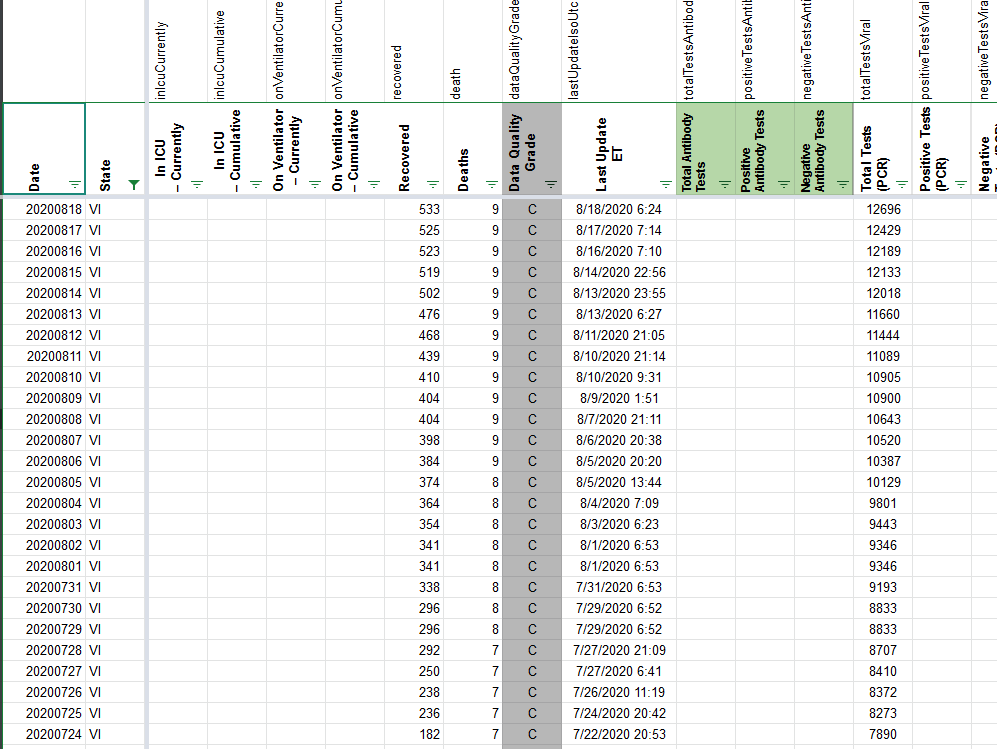 inIcuCurrently inIcuCumulative onVentilatorCurre onVentilatorCumu recovered death dataQualityGrade lastUpdateIsoUtc totalTestsAntibod positiveTestsAnti negativeTestsAnti totalTestsViral positiveTestsViral negativeTestsVira
Date State In ICU – Currently In ICU – Cumulative On Ventilator – Currently On Ventilator – Cumulative Recovered Deaths Data Quality Grade Last Update ET Total Antibody Tests Positive Antibody Tests Negative Antibody Tests Total Tests (PCR) Positive Tests (PCR) Negative
20200818 VI 533 9 C 8/18/2020 6:24 12696
20200817 VI 525 9 C 8/17/2020 7:14 12429
20200816 VI 523 9 C 8/16/2020 7:10 12189
20200815 VI 519 9 C 8/14/2020 22:56 12133
20200814 VI 502 9 C 8/13/2020 23:55 12018
20200813 VI 476 9 C 8/13/2020 6:27 11660
20200812 VI 468 9 C 8/11/2020 21:05 11444
20200811 VI 439 9 C 8/10/2020 21:14 11089
20200810 VI 410 9 C 8/10/2020 9:31 10905
20200809 VI 404 9 C 8/9/2020 1:51 10900
20200808 VI 404 9 C 8/7/2020 21:11 10643
20200807 VI 398 9 C 8/6/2020 20:38 10520
20200806 VI 384 9 C 8/5/2020 20:20 10387
20200805 VI 374 8 C 8/5/2020 13:44 10129
20200804 VI 364 8 C 8/4/2020 7:09 9801
20200803 VI 354 8 C 8/3/2020 6:23 9443
20200802 VI 341 8 C 8/1/2020 6:53 9346
20200801 VI 341 8 C 8/1/2020 6:53 9346
20200731 VI 338 8 C 7/31/2020 6:53 9193
20200730 VI 296 8 C 7/29/2020 6:52 8833
20200729 VI 296 8 C 7/29/2020 6:52 8833
20200728 VI 292 7 C 7/27/2020 21:09 8707
20200727 VI 250 7 C 7/27/2020 6:41 8410
20200726 VI 238 7 C 7/26/2020 11:19 8372
20200725 VI 236 7 C 7/24/2020 20:42 8273
20200724 VI 182 7 C 7/22/2020 20:53 7890